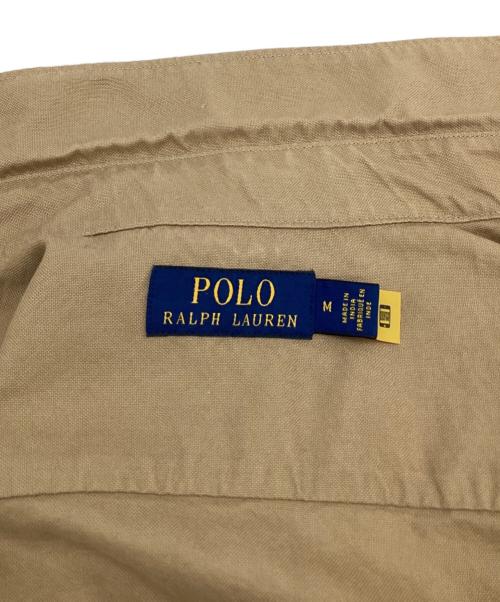 POLO
RALPH LAUREN
M
MADE IN
INDIA
FABRIQUÉ EN
INDE